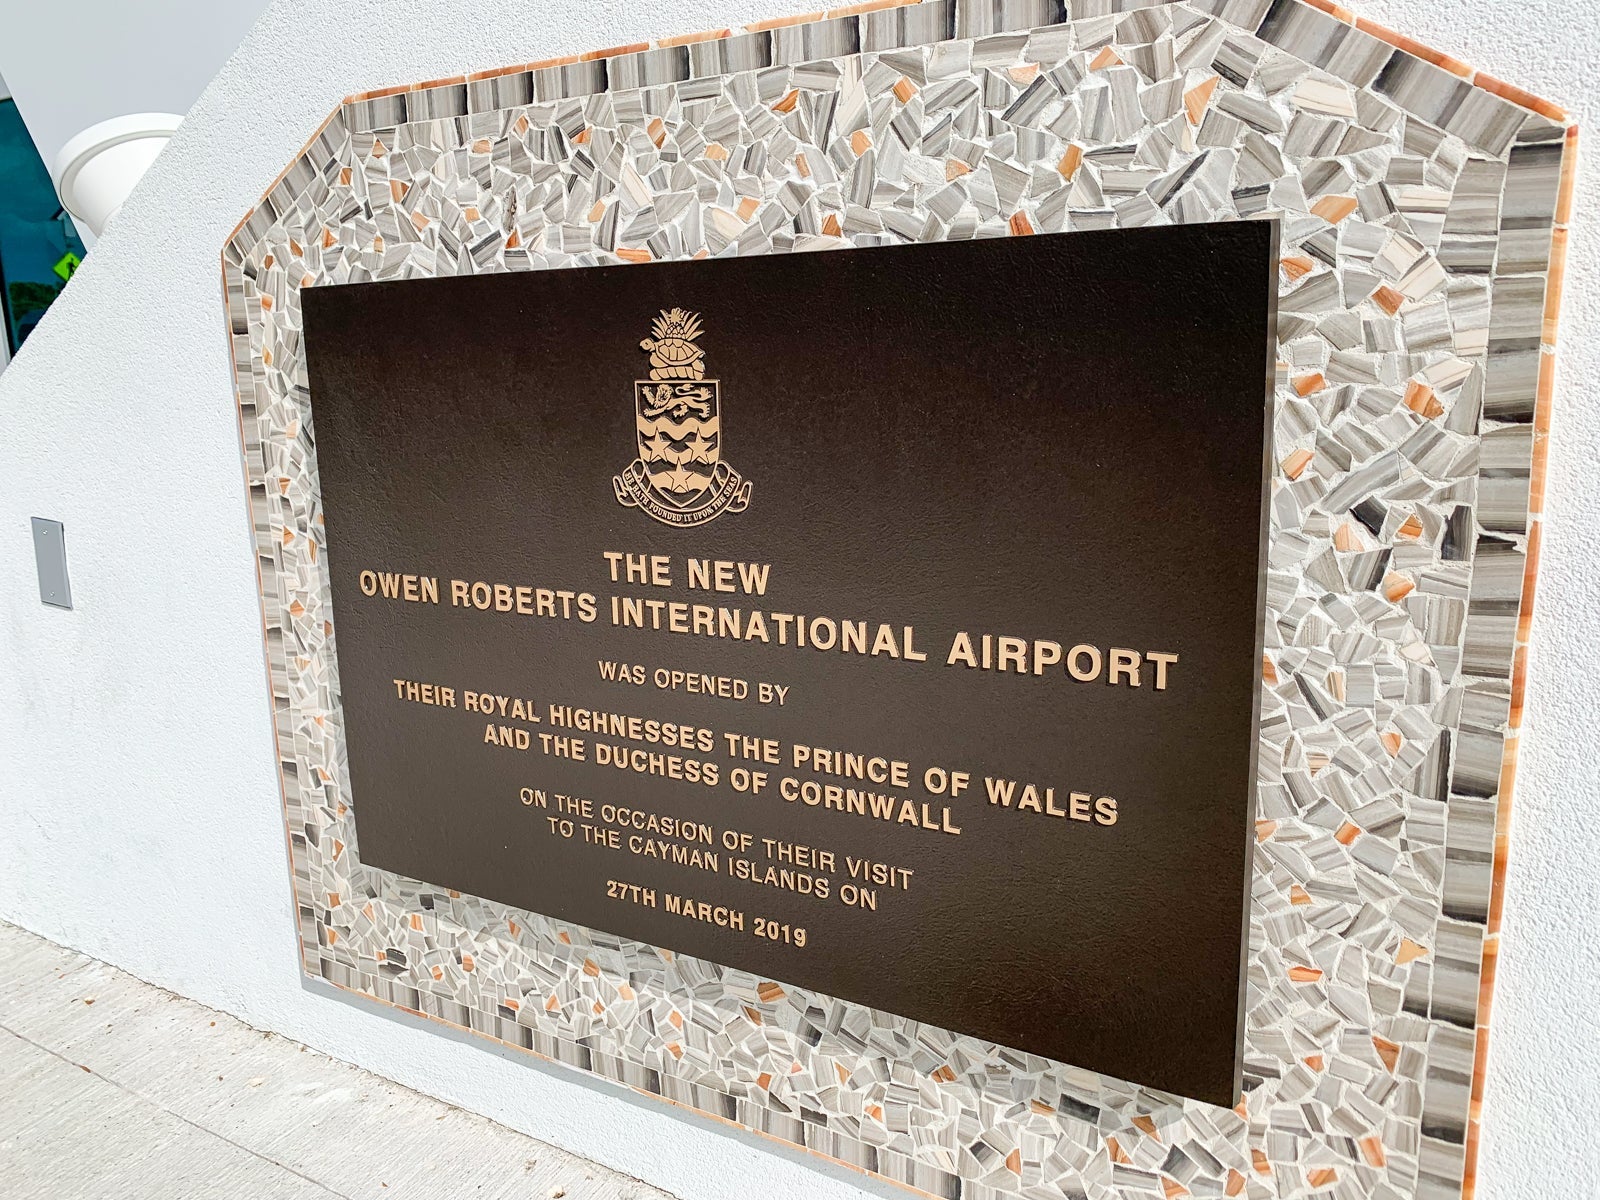 HE HATH FOUNDED IT UPON THE SEAS
THE NEW
OWEN ROBERTS INTERNATIONAL AIRPORT
WAS OPENED BY
THEIR ROYAL HIGHNESSES THE PRINCE OF WALES
AND THE DUCHESS OF CORNWALL
ON THE OCCASION OF THEIR VISIT
TO THE CAYMAN ISLANDS ON
27TH MARCH 2019